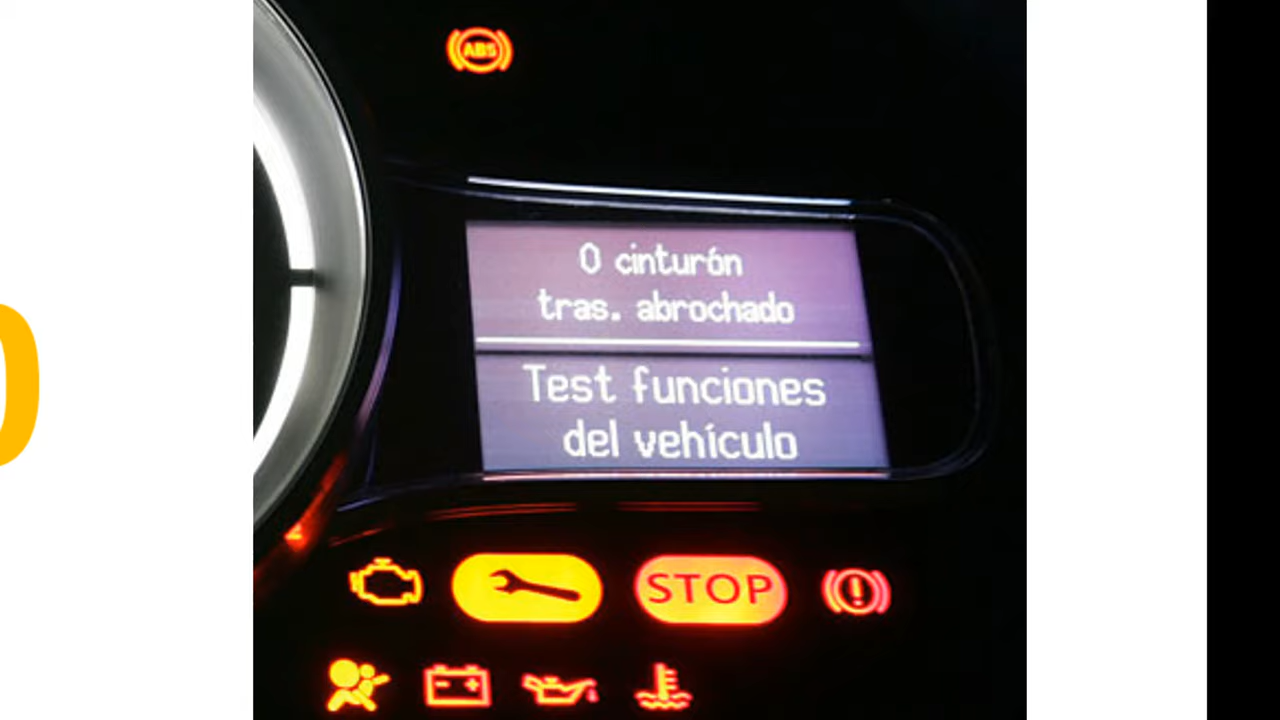 ABS
0 cinturón
tras. abrochado
Test funciones
del vehículo
STOP